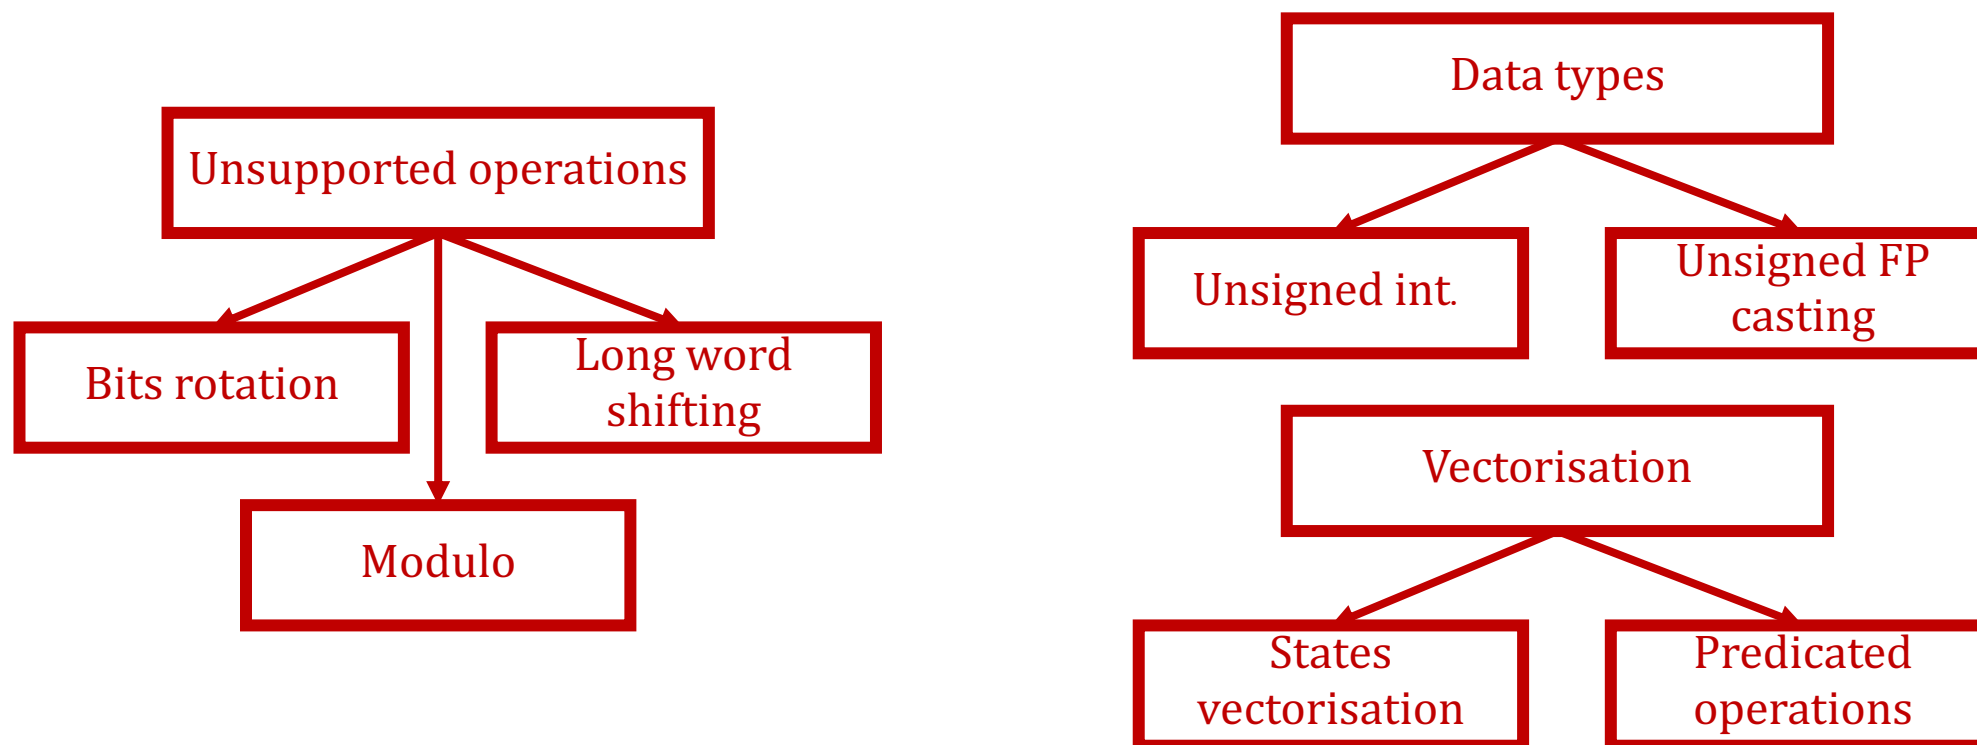 Unsupported operations
Bits rotation
Long word
shifting
Modulo
Data types
Unsigned int.
Unsigned FP
casting
Vectorisation
States
vectorisation
Predicated
operations